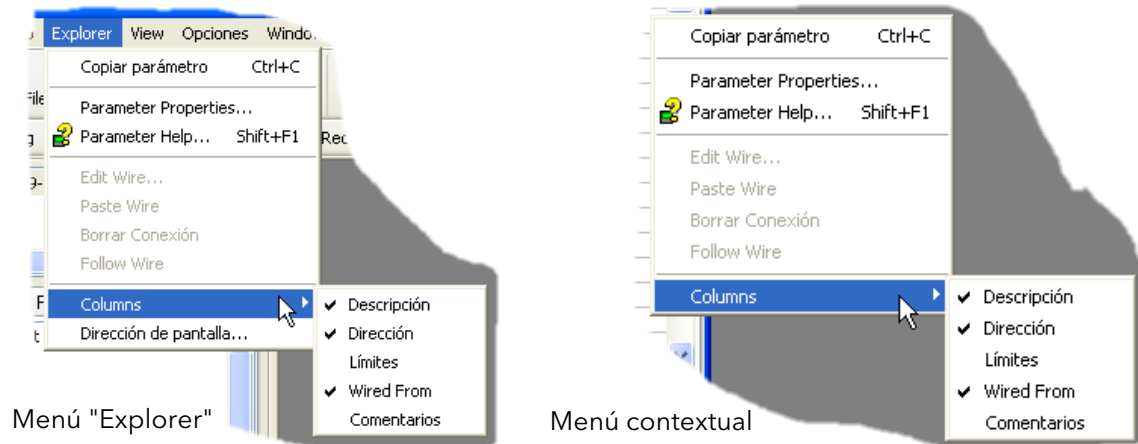 Explorer View Opciones Windo
Copiar parámetro Ctrl+C
File
Parameter Properties...
Parameter Help... Shift+F1
Rec
Edit Wire...
Paste Wire
Borrar Conexión
Follow Wire
Columns
Dirección de pantalla...
Descripción
Dirección
Límites
Wired From
Comentarios
Menú "Explorer"
Copiar parámetro Ctrl+C
Parameter Properties...
Parameter Help... Shift+F1
Edit Wire...
Paste Wire
Borrar Conexión
Follow Wire
Columns
Descripción
Dirección
Límites
Wired From
Comentarios
Menú contextual